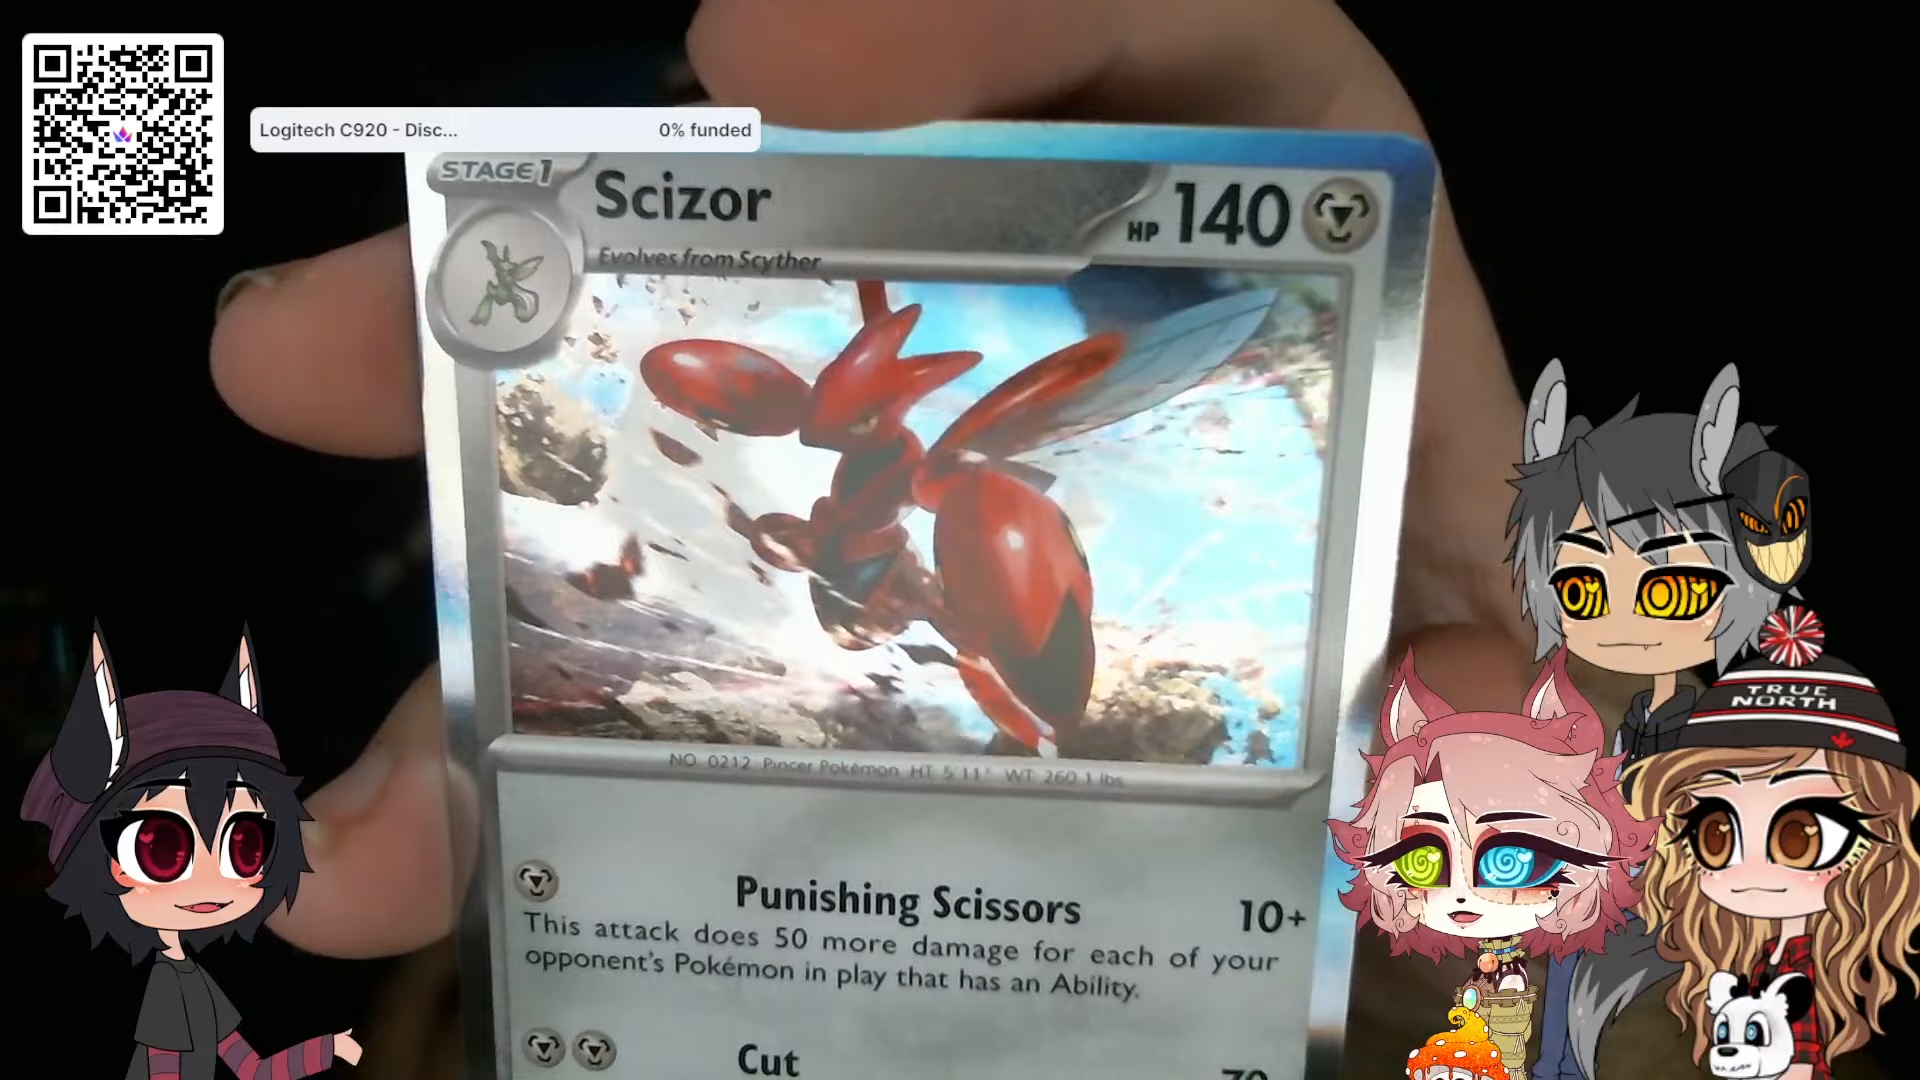 Logitech C920 - Disc... 0% funded
STAGE 1
Scizor
HP 140
Evolves from Scyther
NO 0212 Pincer Pokémon HT: 5'11" WT: 260.1 lbs
Punishing Scissors 10+
This attack does 50 more damage for each of your
opponent's Pokémon in play that has an Ability.
Cut 70
TRUE
NORTH